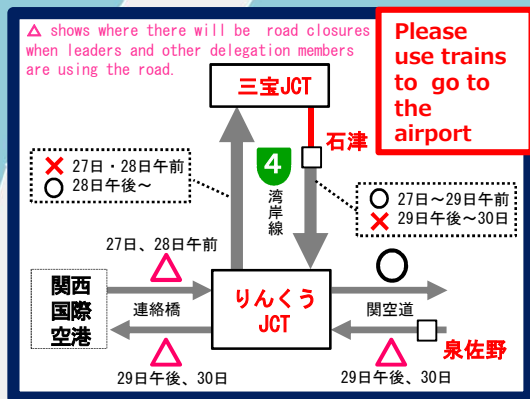 △ shows where there will be road closures
when leaders and other delegation members
are using the road.
Please
use trains
to go to
the
airport
三宝JCT
石津
4
湾岸線
× 27日・28日午前
○ 28日午後～
○ 27日～29日午前
× 29日午後～30日
27日、28日午前
関西
国際
空港
連絡橋
りんくう
JCT
関空道
泉佐野
29日午後、30日
29日午後、30日